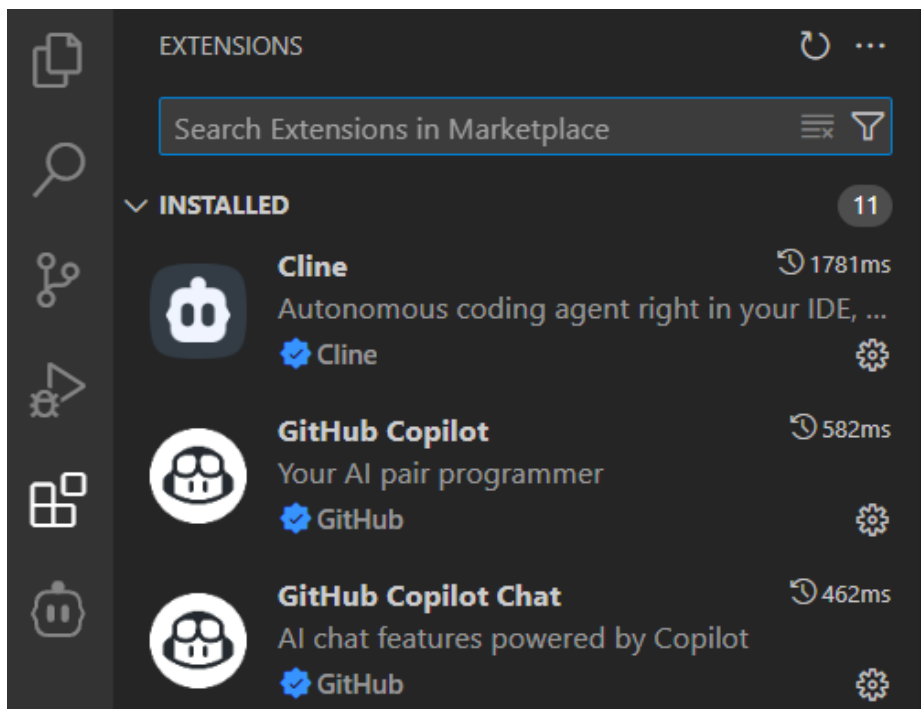 EXTENSIONS
Search Extensions in Marketplace
INSTALLED 11
Cline 1781ms
Autonomous coding agent right in your IDE, ...
Cline
GitHub Copilot 582ms
Your AI pair programmer
GitHub
GitHub Copilot Chat 462ms
AI chat features powered by Copilot
GitHub